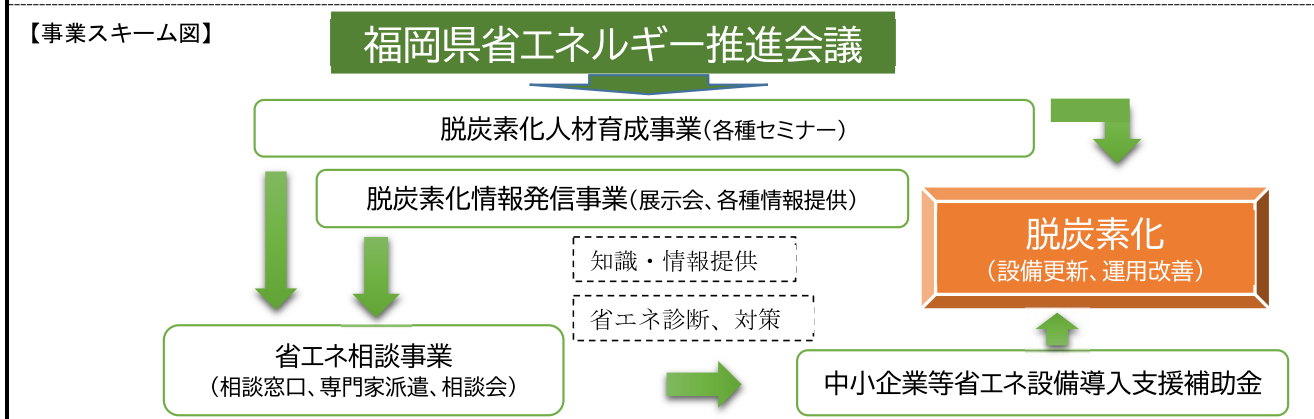 【事業スキーム図】
福岡県省エネルギー推進会議
脱炭素化人材育成事業(各種セミナー)
脱炭素化情報発信事業(展示会、各種情報提供)
知識・情報提供
脱炭素化
(設備更新、運用改善)
省エネ診断、対策
省エネ相談事業
(相談窓口、専門家派遣、相談会)
中小企業等省エネ設備導入支援補助金